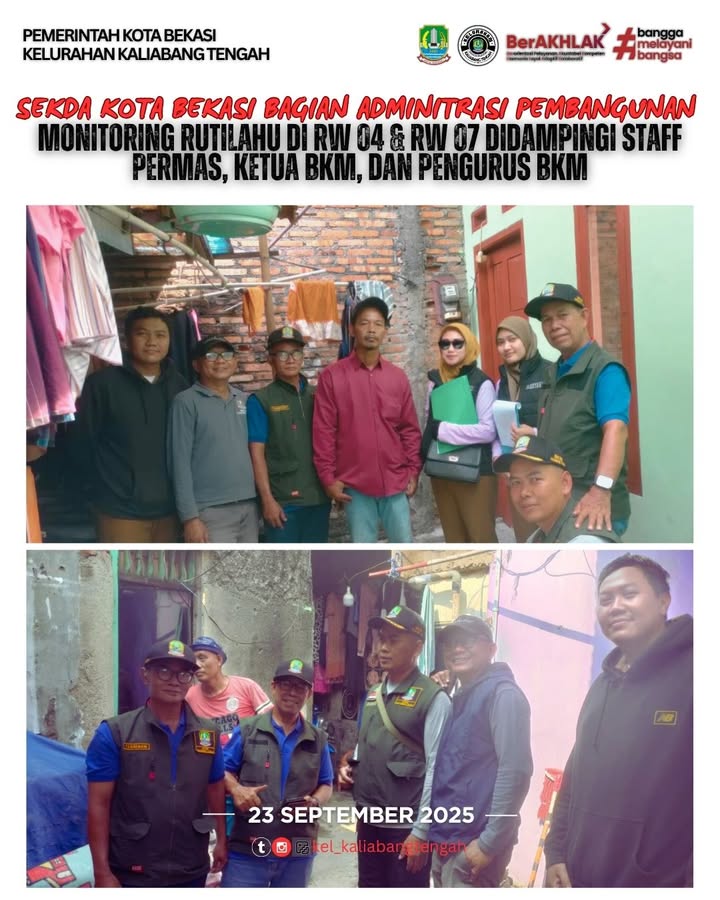 PEMERINTAH KOTA BEKASI
KELURAHAN KALIABANG TENGAH
BerAKHLAK
#bangga
melayani
bangsa
SEKDA KOTA BEKASI BAGIAN ADMINITRASI PEMBANGUNAN
MONITORING RUTILAHU DI RW 04 & RW 07 DIDAMPINGI STAFF
PERMAS, KETUA BKM, DAN PENGURUS BKM
23 SEPTEMBER 2025
kel_kaliabangtengah